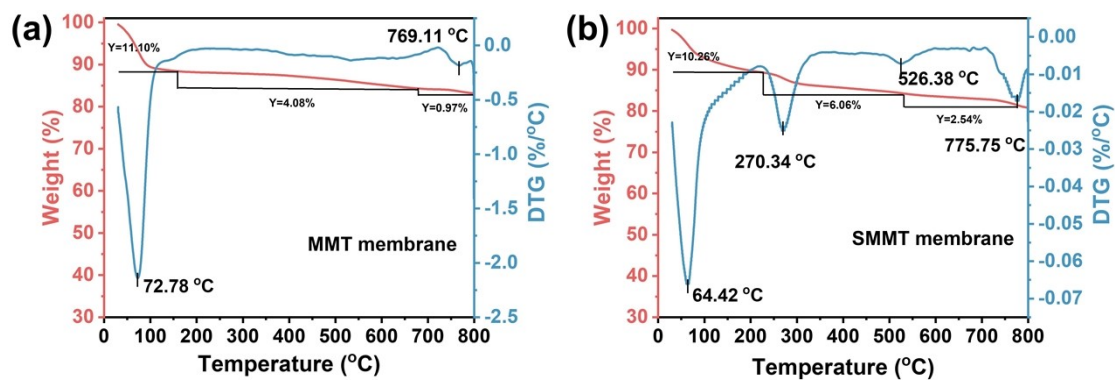 (a)
Weight (%)
100
90
80
70
60
50
40
30
Y=11.10%
Y=4.08%
Y=0.97%
769.11 °C
72.78 °C
MMT membrane
0.0
-0.5
-1.0
-1.5
-2.0
-2.5
DTG (%/°C)
0 100 200 300 400 500 600 700 800
Temperature (°C)
(b)
Weight (%)
100
90
80
70
60
50
40
30
Y=10.26%
Y=6.06%
Y=2.54%
526.38 °C
270.34 °C
775.75 °C
64.42 °C
SMMT membrane
0.00
-0.01
-0.02
-0.03
-0.04
-0.05
-0.06
-0.07
DTG (%/°C)
0 100 200 300 400 500 600 700 800
Temperature (°C)